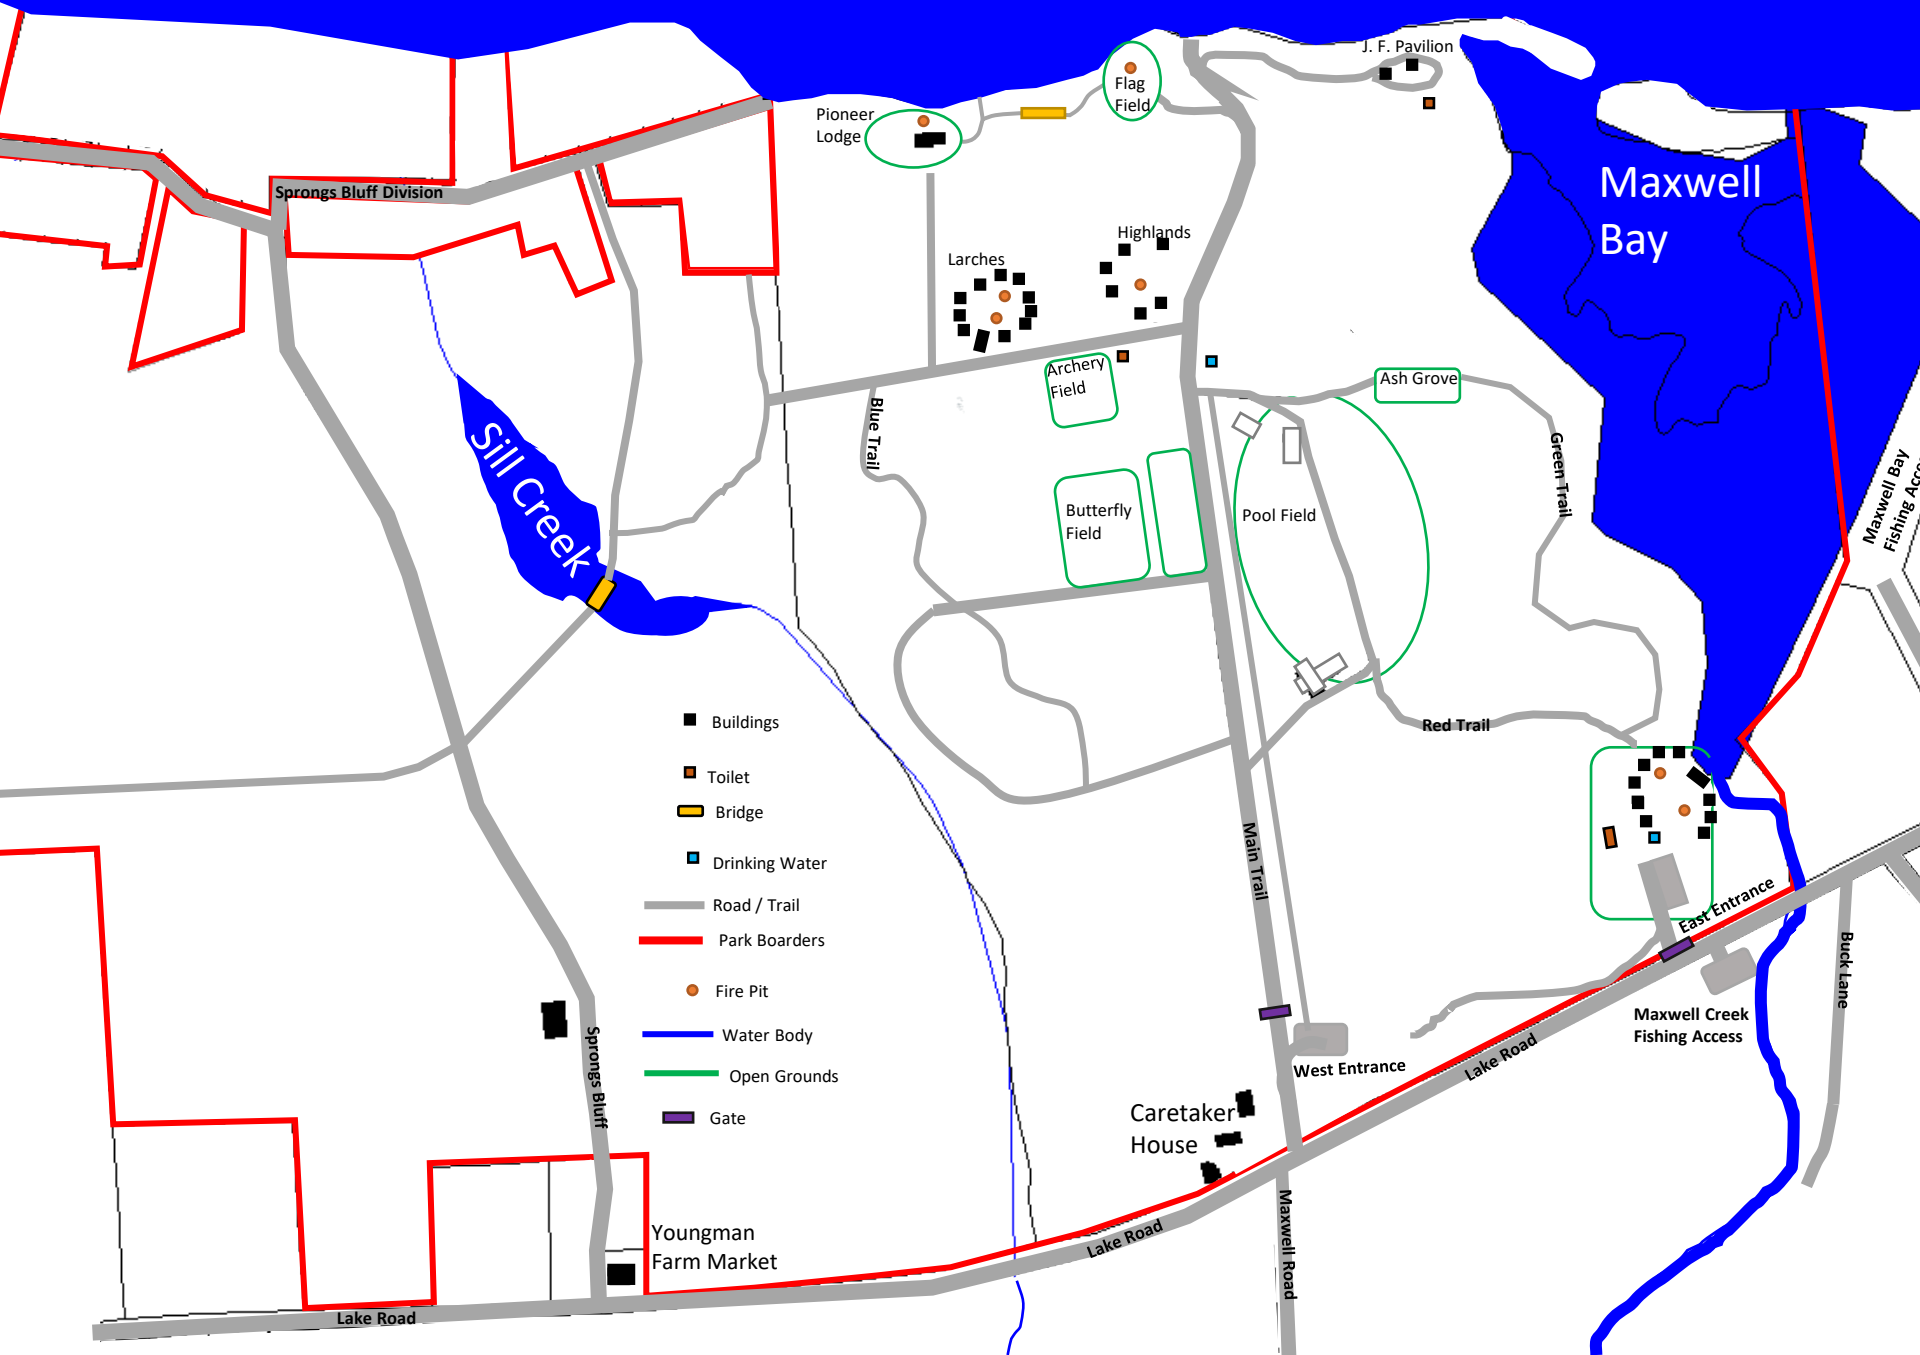 J. F. Pavilion
Flag
Field
Pioneer
Lodge
Maxwell
Bay
Sprongs Bluff Division
Highlands
Larches
Archery
Field
Ash Grove
Blue Trail
Sill Creek
Green Trail
Maxwell Bay
Fishing
Butterfly
Field
Pool Field
Buildings
Red Trail
Toilet
Bridge
Main Trail
Drinking Water
Road / Trail
East Entrance
Park Boarders
Buck Lane
Fire Pit
Maxwell Creek
Fishing Access
Water Body
Lake Road
Sprongs Bluff
West Entrance
Open Grounds
Gate
Caretaker
House
Maxwell Road
Youngman
Farm Market
Lake Road
Lake Road